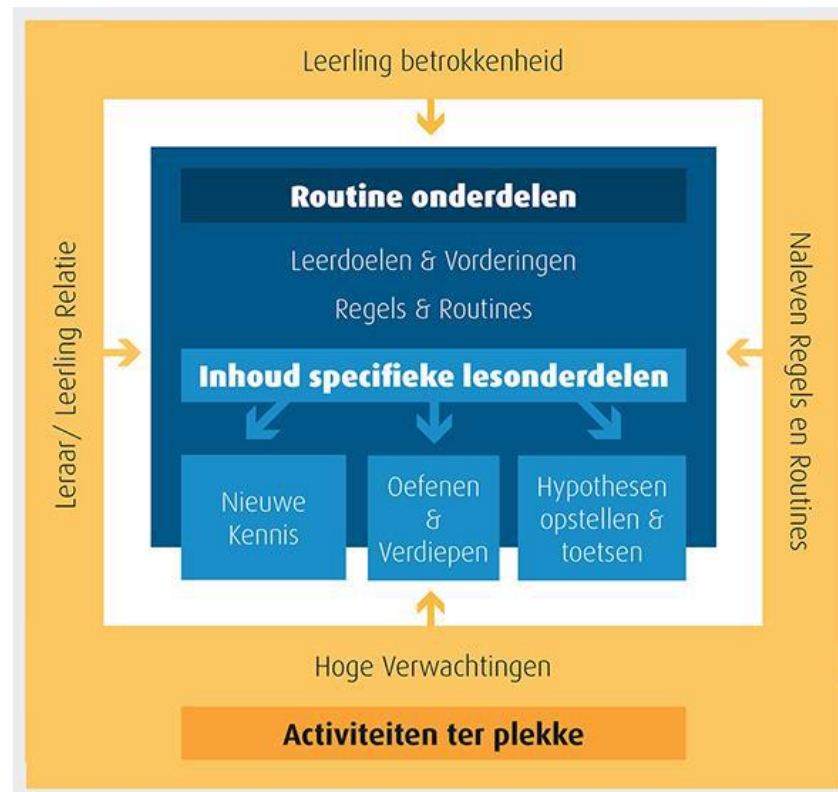 Leerling betrokkenheid
Leraar/ Leerling Relatie
Naleven Regels en Routines
Routine onderdelen
Leerdoelen & Vorderingen
Regels & Routines
Inhoud specifieke lesonderdelen
Nieuwe
Kennis
Oefenen
&
Verdiepen
Hypothesen
opstellen &
toetsen
Hoge Verwachtingen
Activiteiten ter plekke